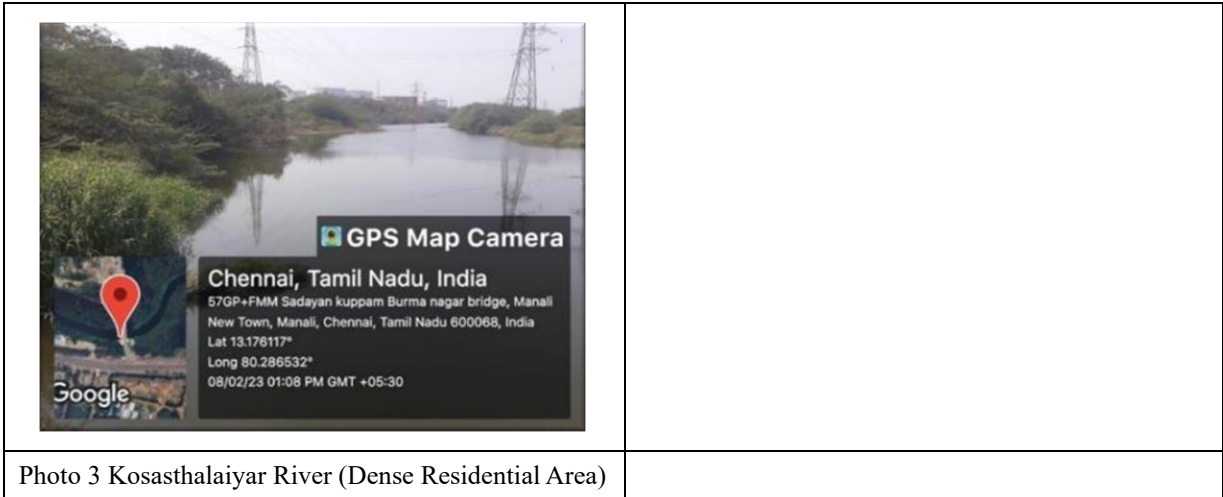 GPS Map Camera
Chennai, Tamil Nadu, India
57GP+FMM Sadayan kuppam Burma nagar bridge, Manali
New Town, Manali, Chennai, Tamil Nadu 600068, India
Lat 13.176117°
Long 80.286532°
08/02/23 01:08 PM GMT +05:30
Google
Photo 3 Kosasthalaiyar River (Dense Residential Area)